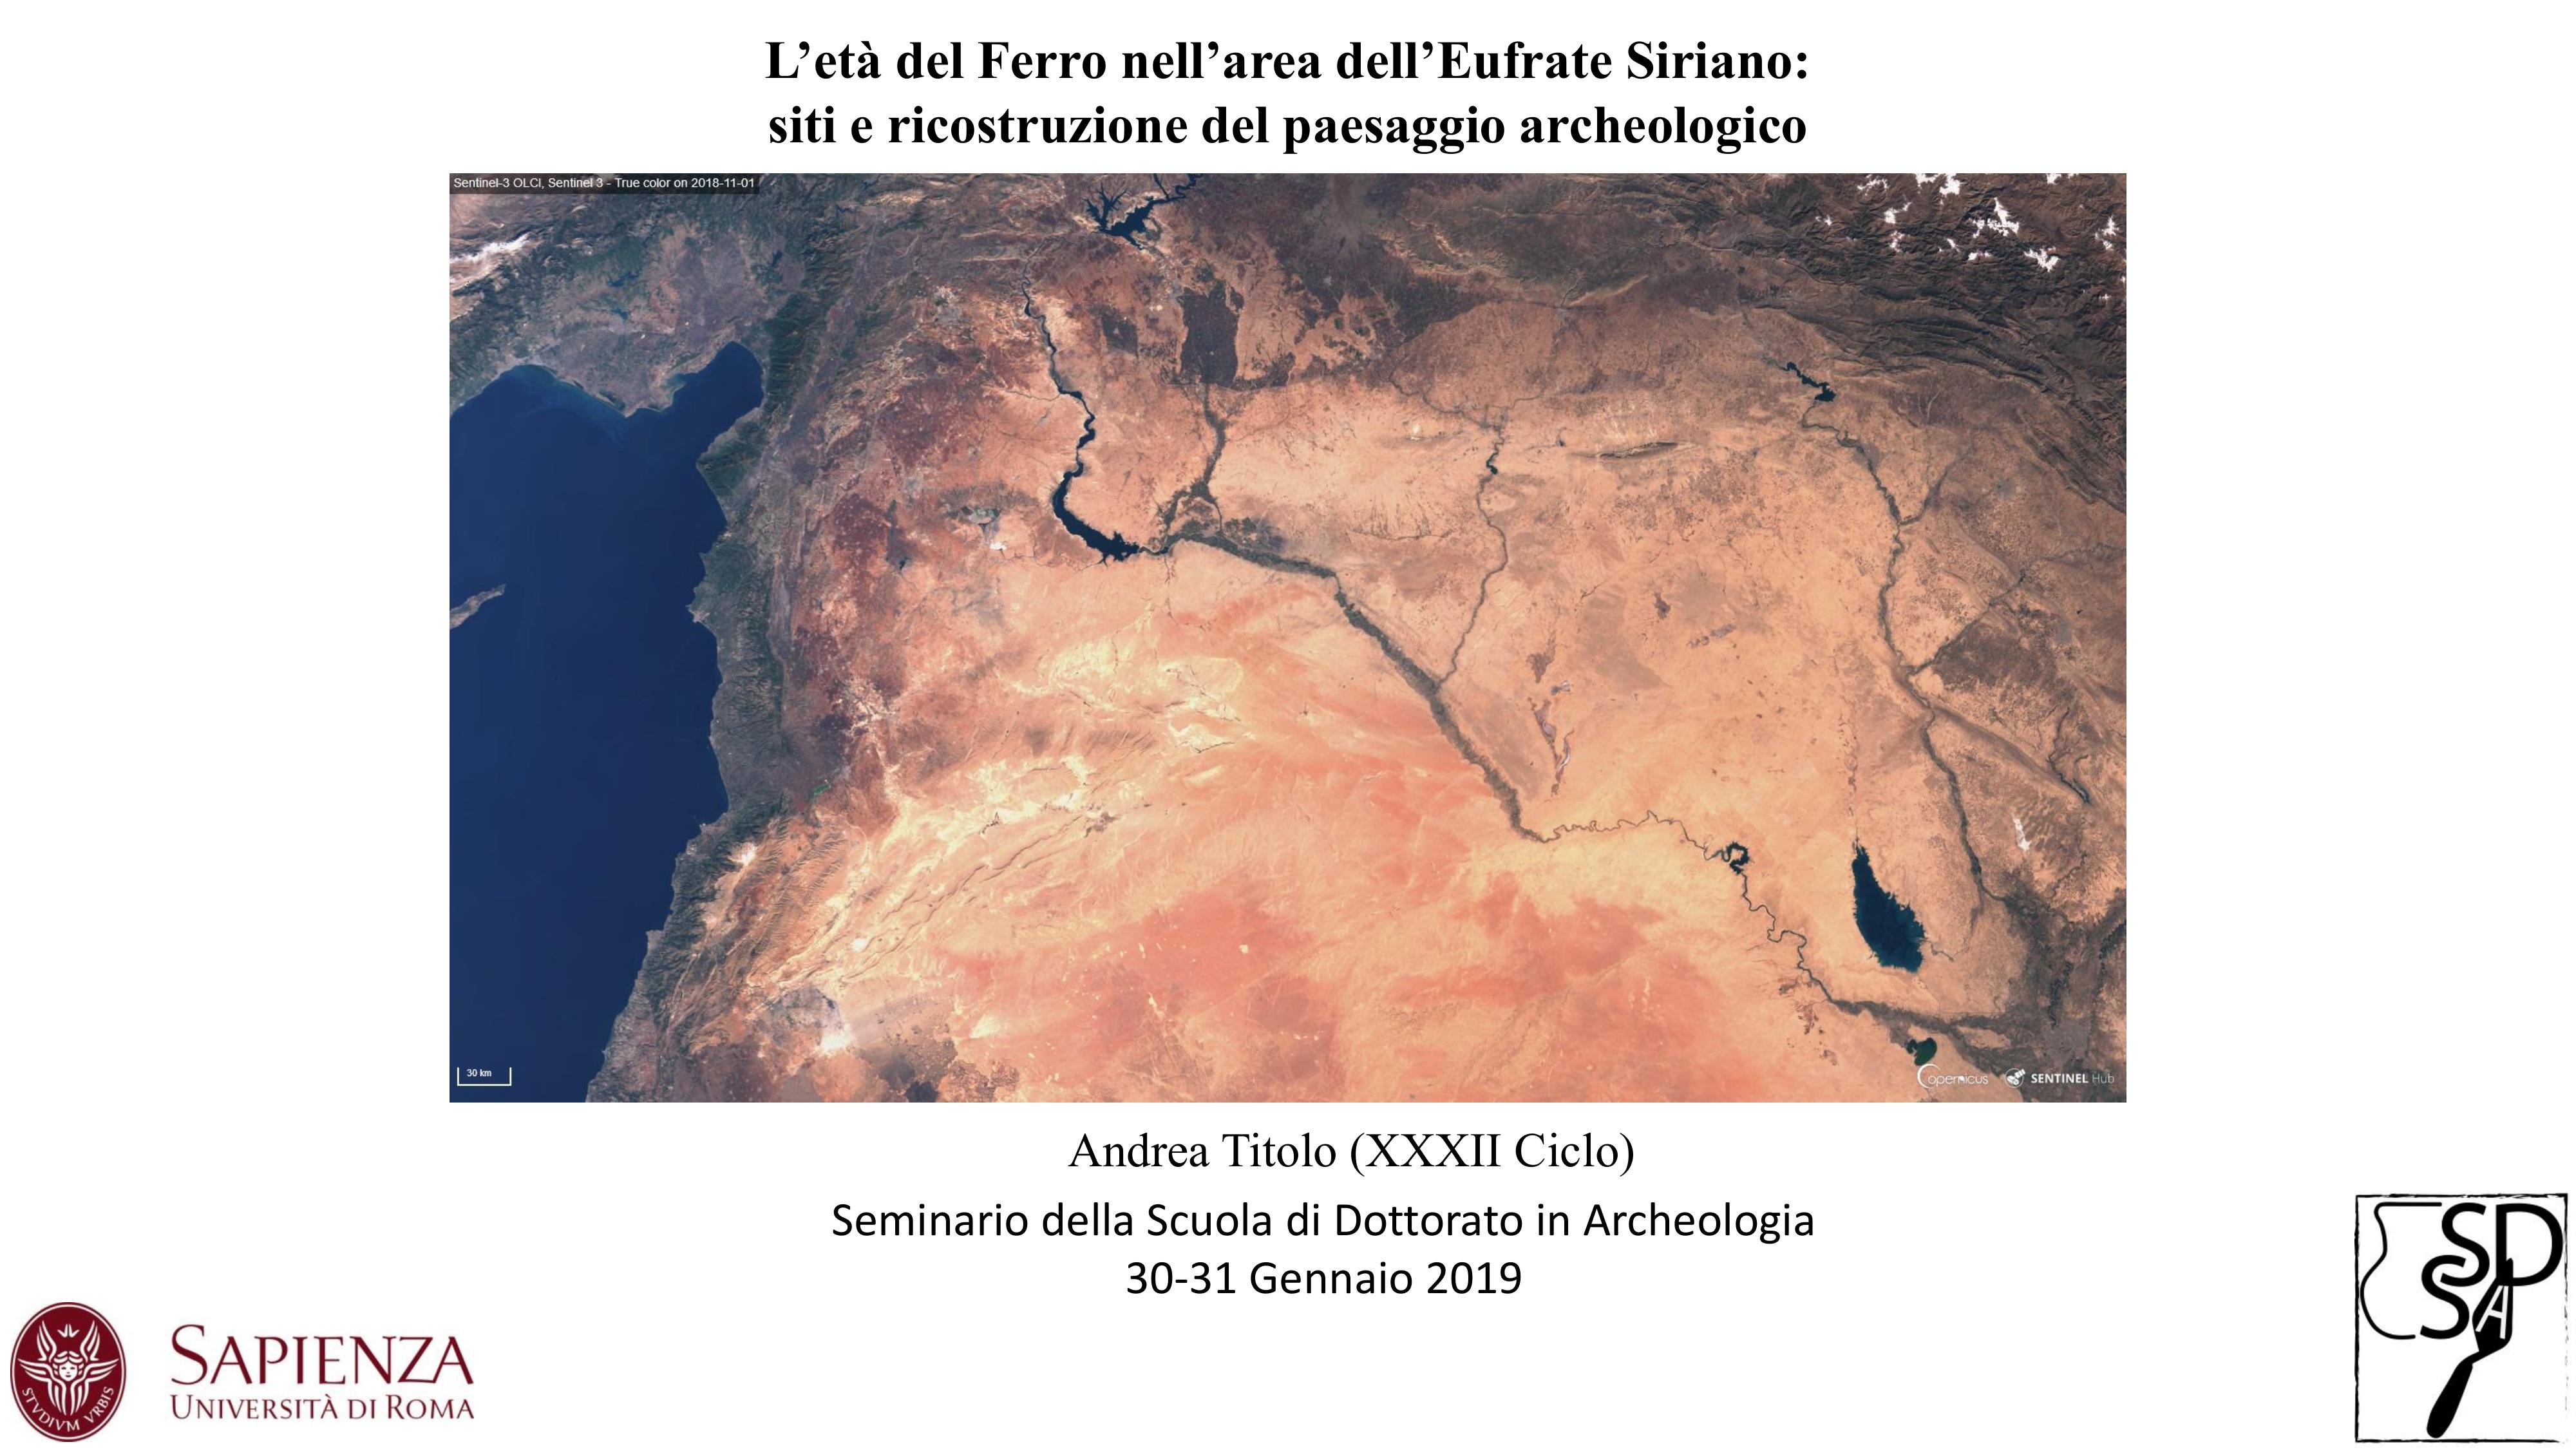 L’età del Ferro nell’area dell’Eufrate Siriano:
siti e ricostruzione del paesaggio archeologico
Sentinel-3 OLCI, Sentinel 3 - True color on 2018-11-01
30 km
Copernicus
SENTINEL Hub
Andrea Titolo (XXXII Ciclo)
Seminario della Scuola di Dottorato in Archeologia
30-31 Gennaio 2019
STVDIVM VRBIS
SAPIENZA
UNIVERSITÀ DI ROMA
SD
SA